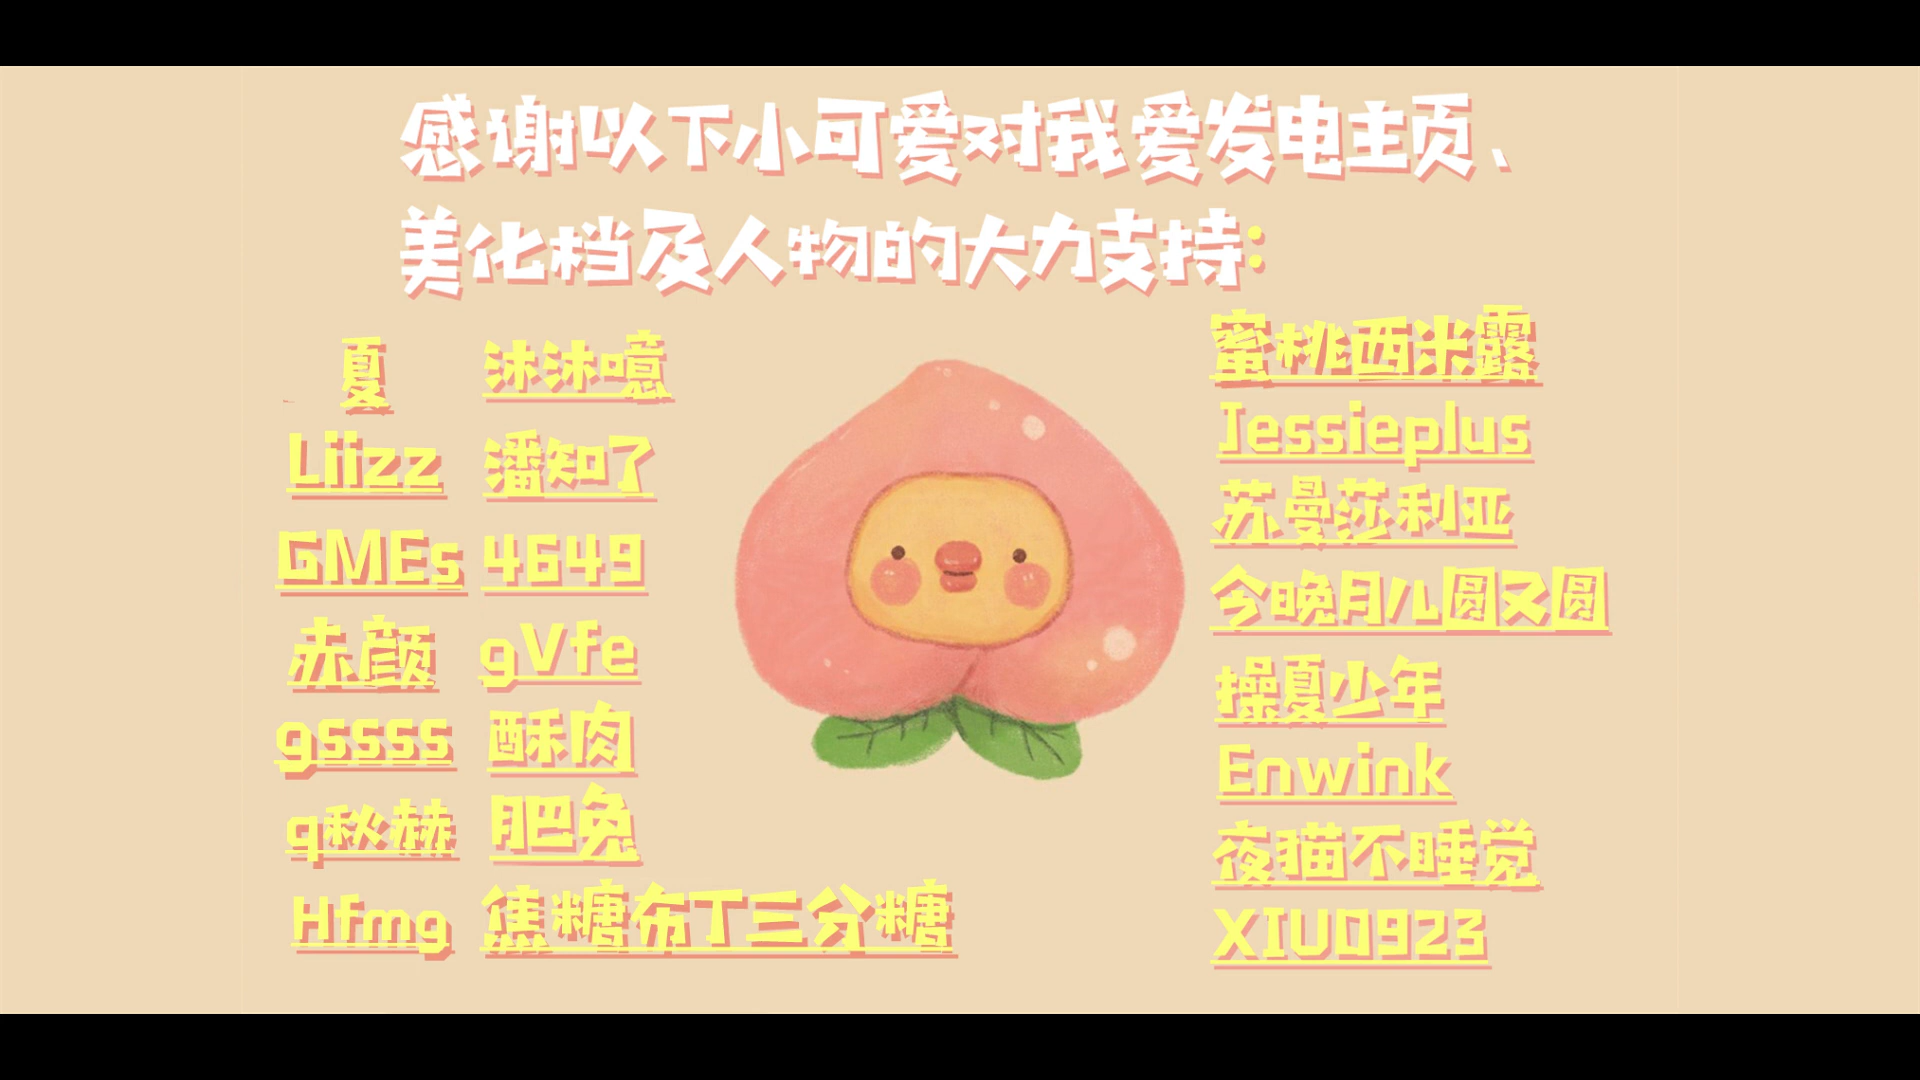 感谢以下小可爱对我爱发电主页、
美化档及人物的大力支持:
夏
Liizz
GMEs
赤颜
gssss
q秋赫
Hfmg
沐沐噫
潘知了
4649
gVfe
酥肉
肥兔
焦糖布丁三分糖
蜜桃西米露
Jessieplus
苏曼莎利亚
今晚月儿圆又圆
操夏少年
Enwink
夜猫不睡觉
XIU0923